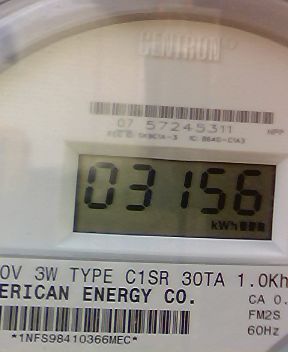 CENTRON
07 57245311
NPP
03156
kWh
0V 3W TYPE C1SR 30TA 1.0Kh
ERICAN ENERGY CO.
CA 0.
FM2S
60Hz
*1NFS98410366MEC*